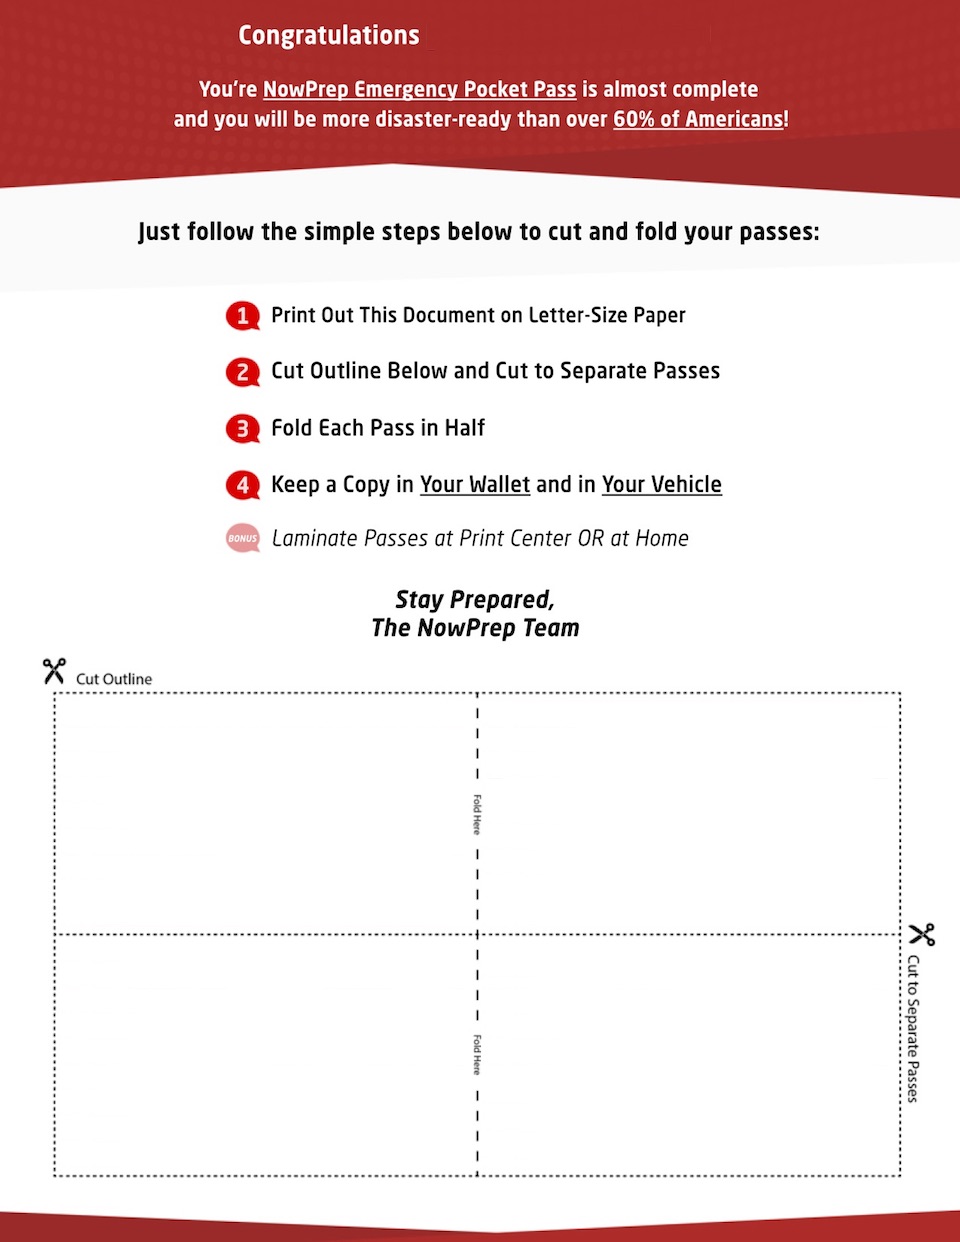 Congratulations
You're NowPrep Emergency Pocket Pass is almost complete
and you will be more disaster-ready than over 60% of Americans!
Just follow the simple steps below to cut and fold your passes:
1 Print Out This Document on Letter-Size Paper
2 Cut Outline Below and Cut to Separate Passes
3 Fold Each Pass in Half
4 Keep a Copy in Your Wallet and in Your Vehicle
BONUS Laminate Passes at Print Center OR at Home
Stay Prepared,
The NowPrep Team
Cut Outline
Fold Here
Cut to Separate Passes
Fold Here